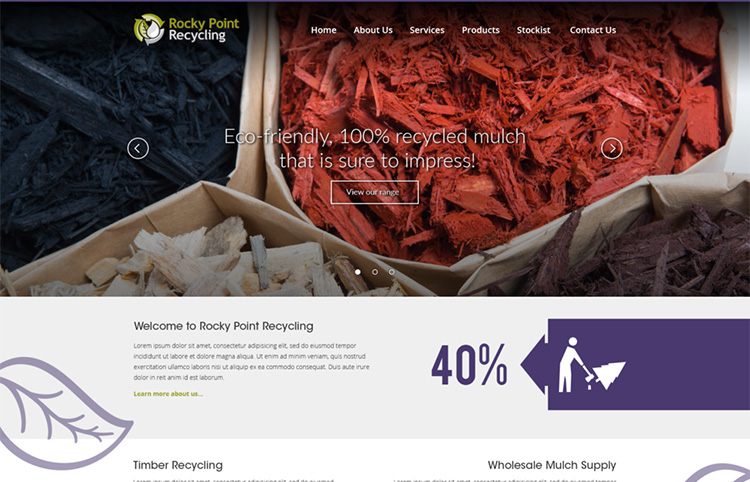 Rocky Point
Recycling
Home About Us Services Products Stockist Contact Us
Eco-friendly, 100% recycled mulch
that is sure to impress!
View our range
Welcome to Rocky Point Recycling
Lorem ipsum dolor sit amet, consectetur adipisicing elit, sed do eiusmod tempor
incididunt ut labore et dolore magna aliqua. Ut enim ad minim veniam, quis nostrud
exercitation ullamco laboris nisi ut aliquip ex ea commodo consequat. Duis aute irure
dolor in reit anim id est laborum.
Learn more about us...
40%
Timber Recycling
Wholesale Mulch Supply